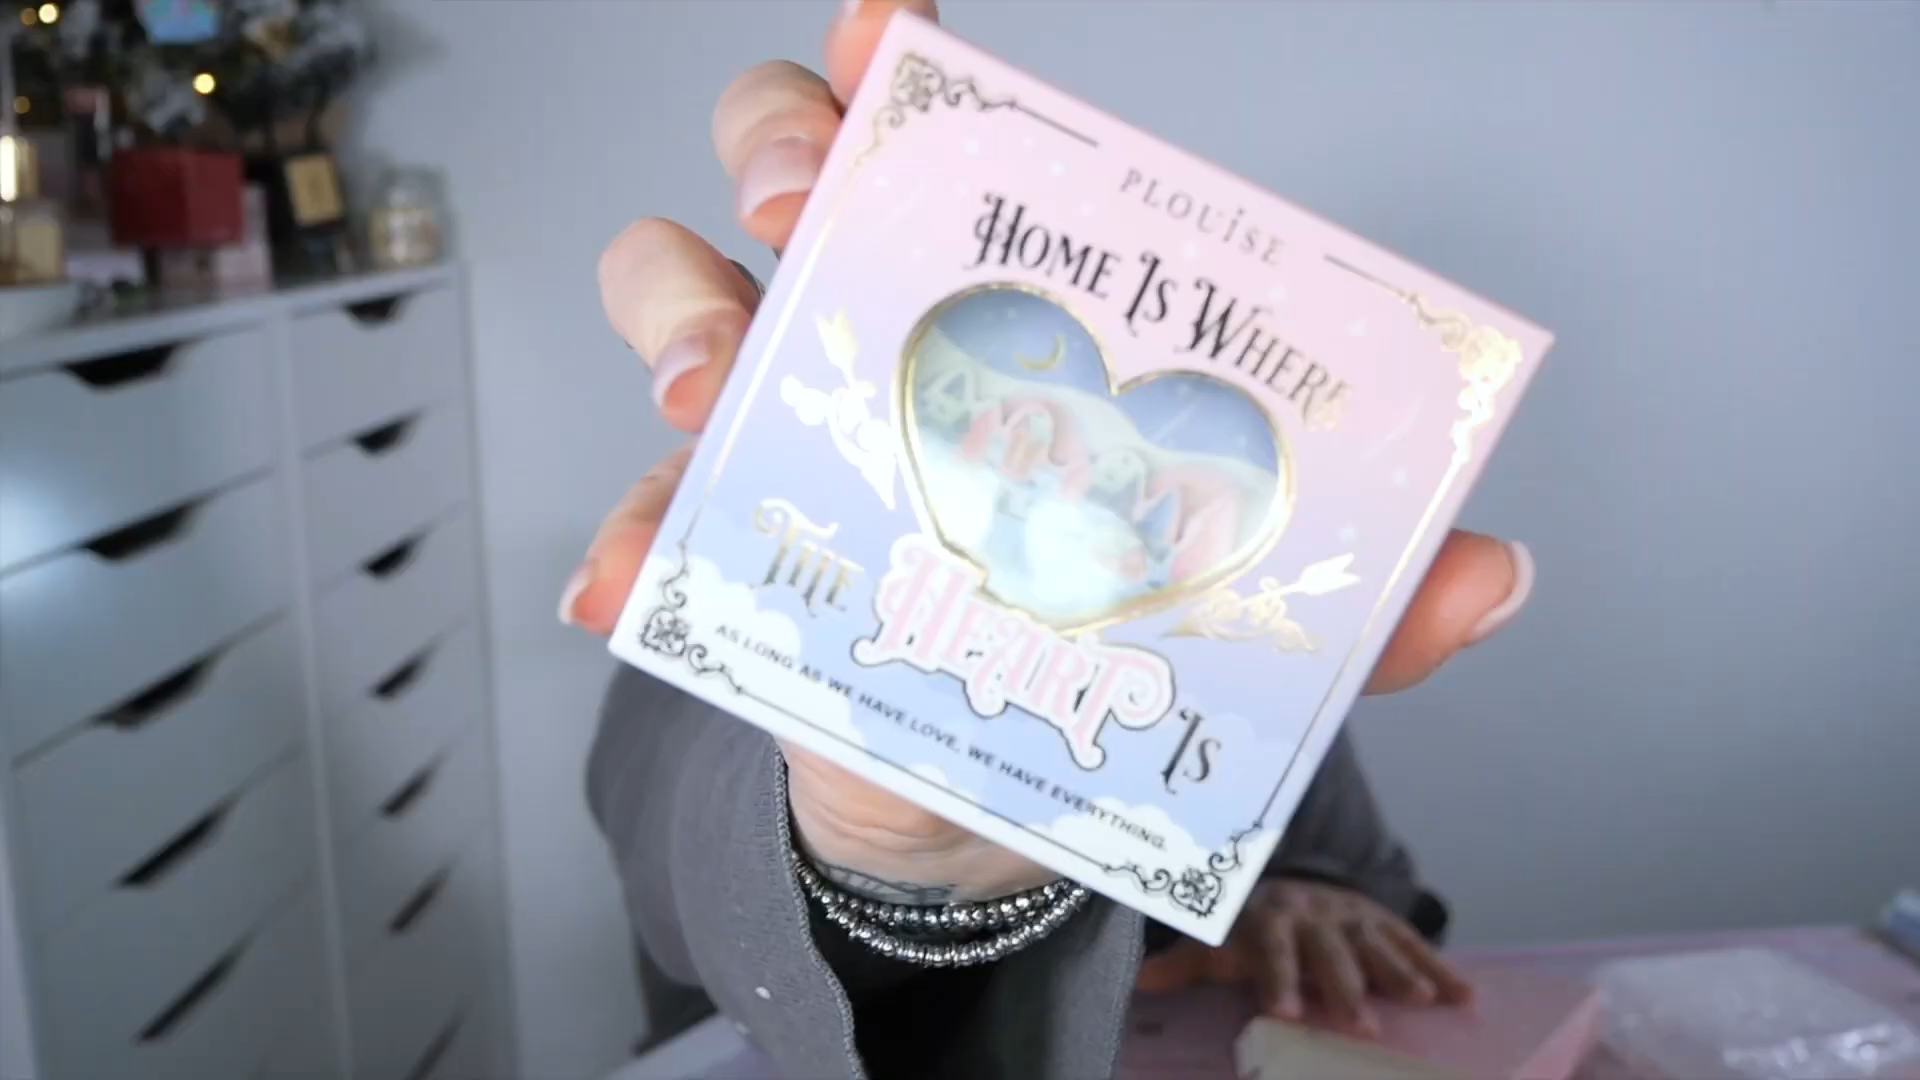 PLOUiSE
HOME IS WHERE
THE HEART IS
AS LONG AS WE HAVE LOVE, WE HAVE EVERYTHING.